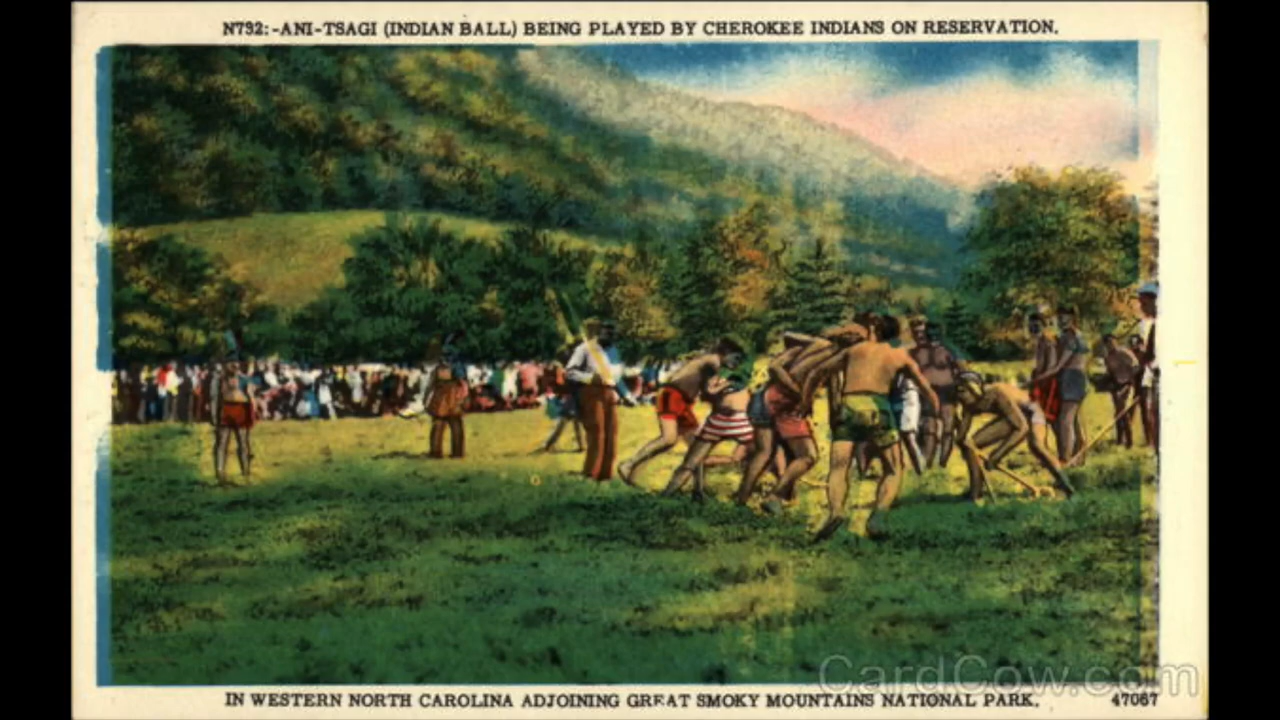 N792:-ANI-TSAGI (INDIAN BALL) BEING PLAYED BY CHEROKEE INDIANS ON RESERVATION.
IN WESTERN NORTH CAROLINA ADJOINING GREAT SMOKY MOUNTAINS NATIONAL PARK.
47067
CardCow.com